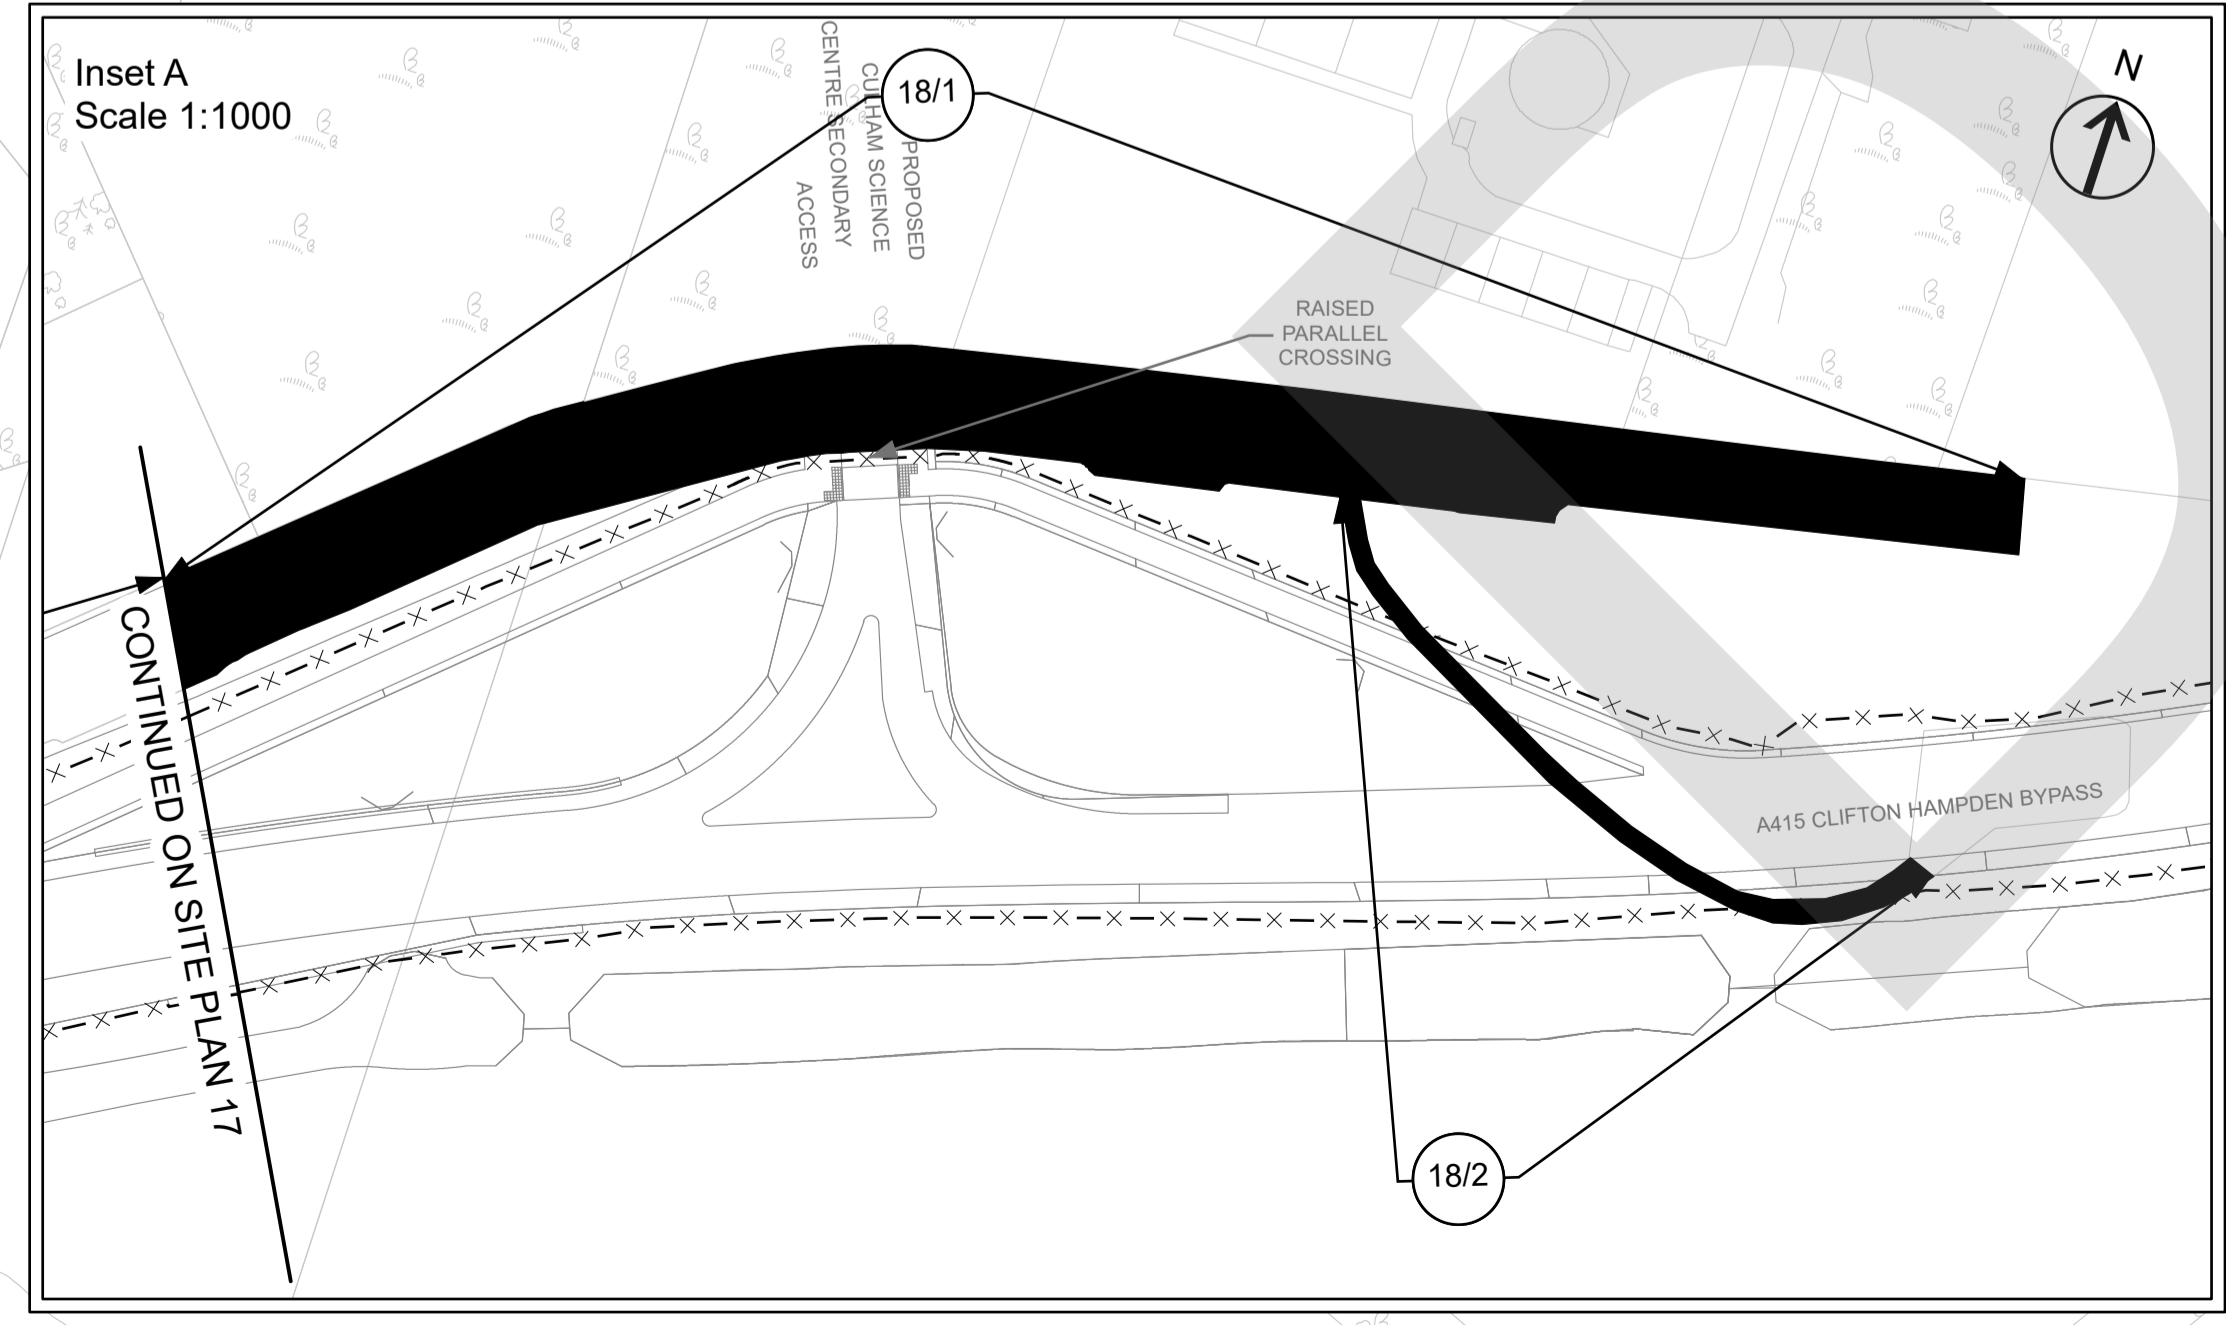 Inset A
Scale 1:1000
18/1
N
PROPOSED
CULHAM SCIENCE
CENTRE SECONDARY
ACCESS
RAISED
PARALLEL
CROSSING
CONTINUED ON SITE PLAN 17
A415 CLIFTON HAMPDEN BYPASS
18/2